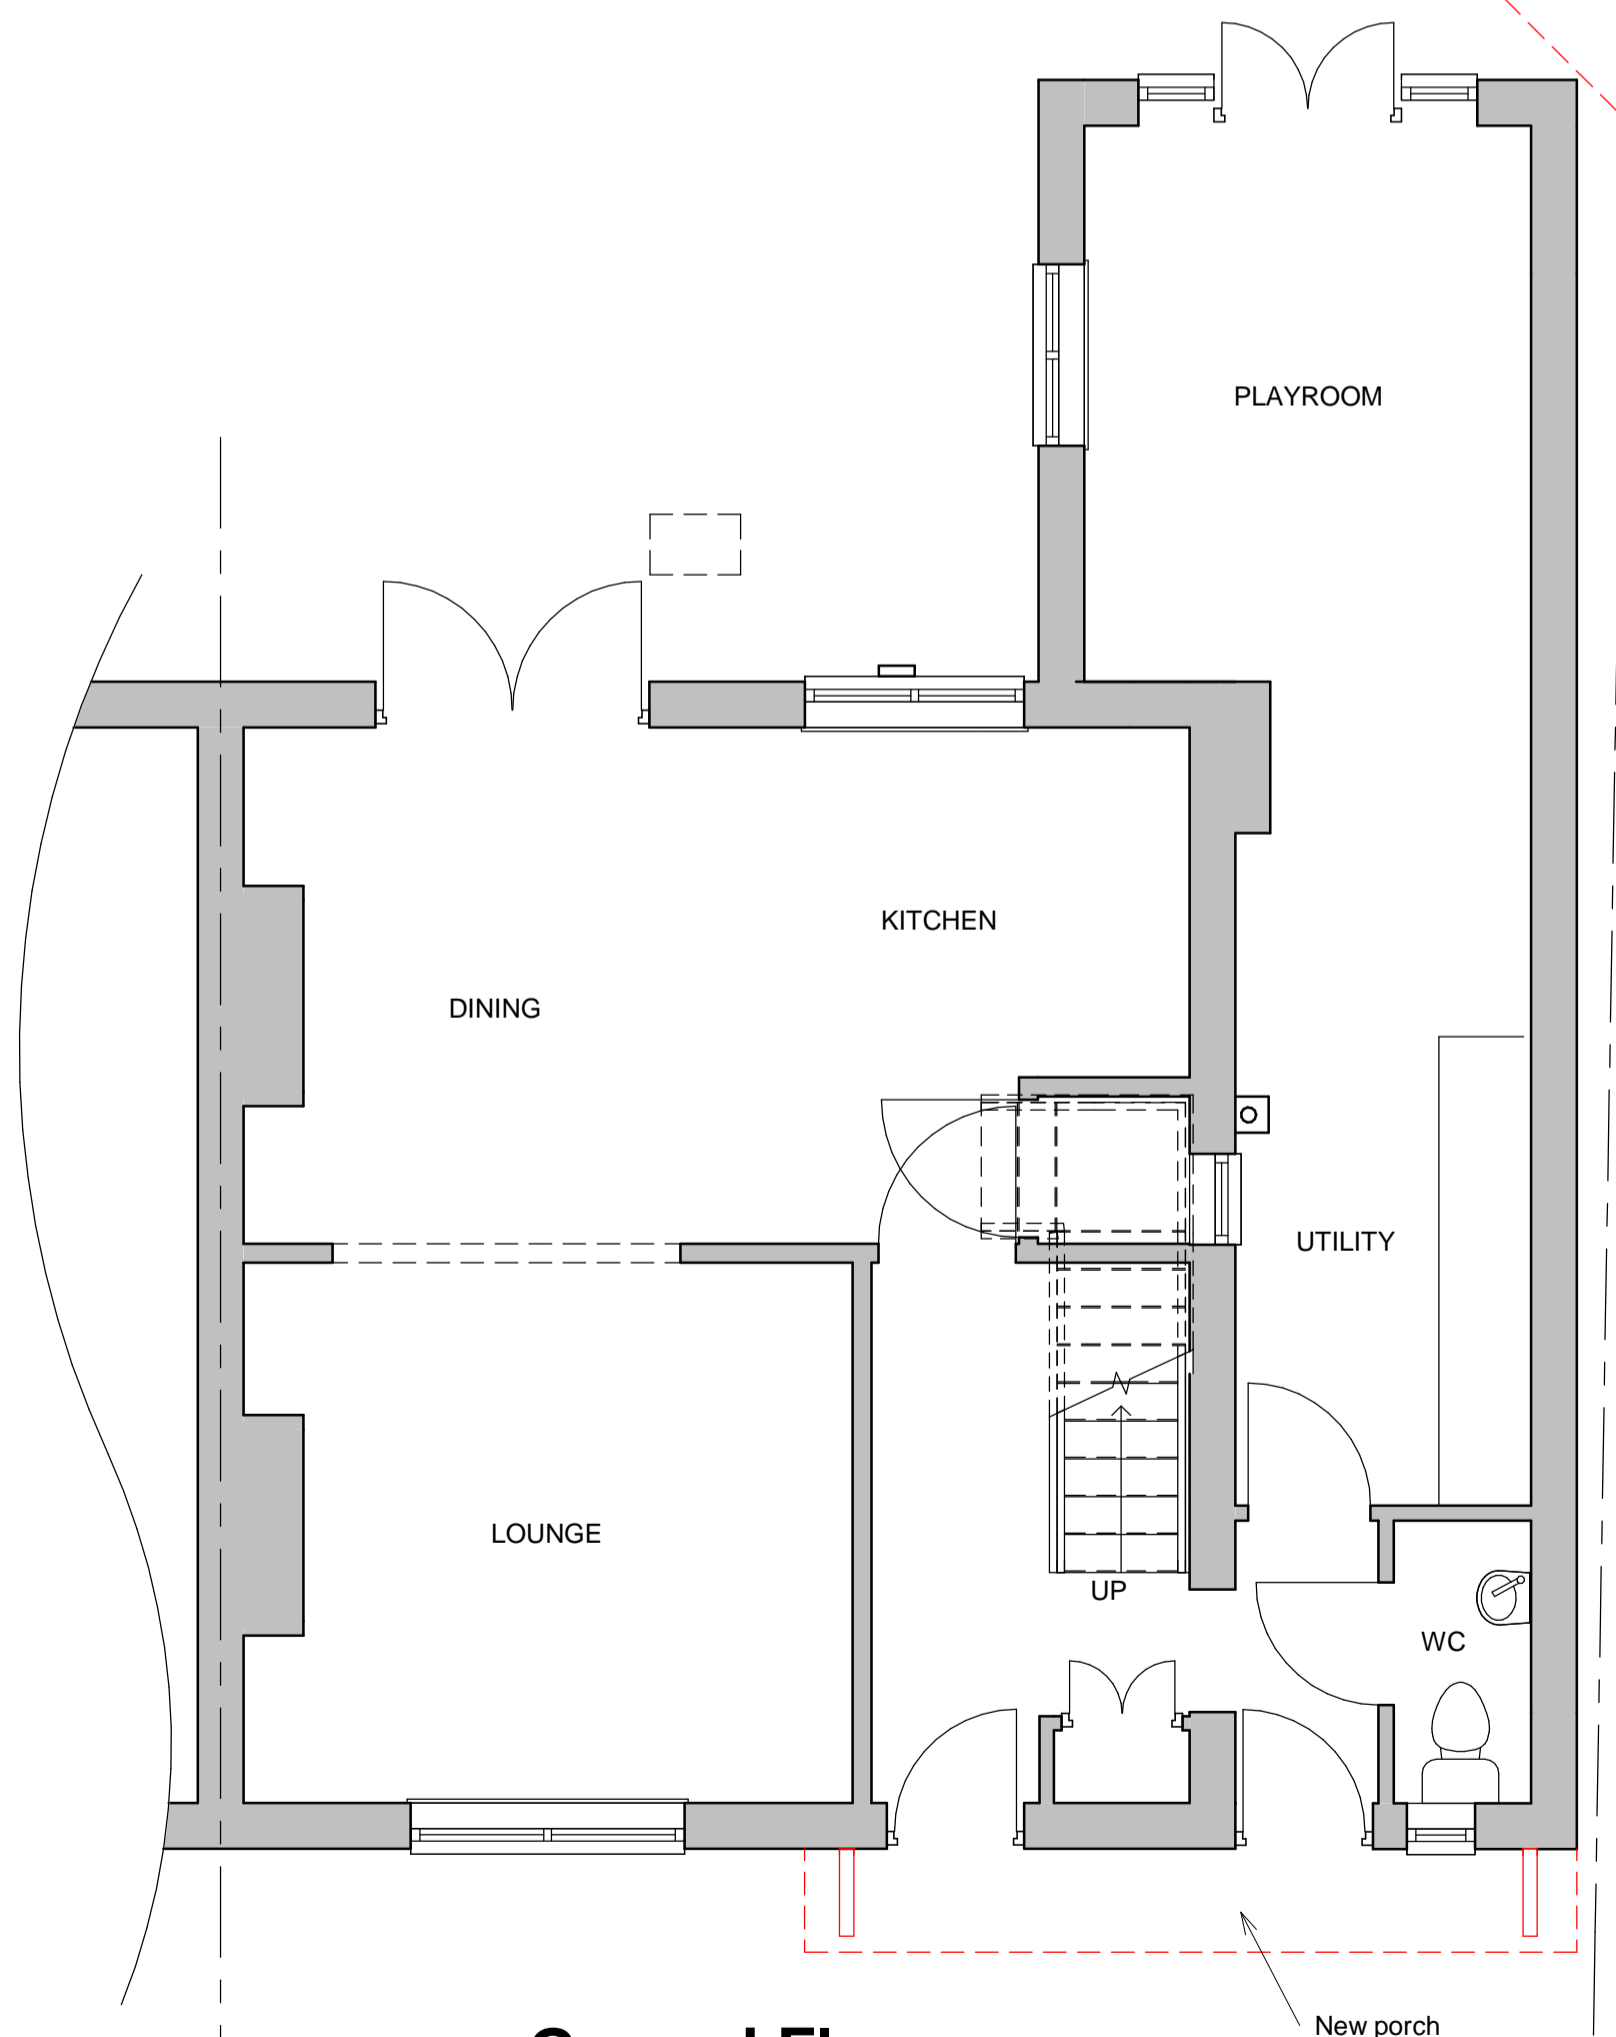 PLAYROOM
KITCHEN
DINING
UTILITY
LOUNGE
UP
WC
New porch